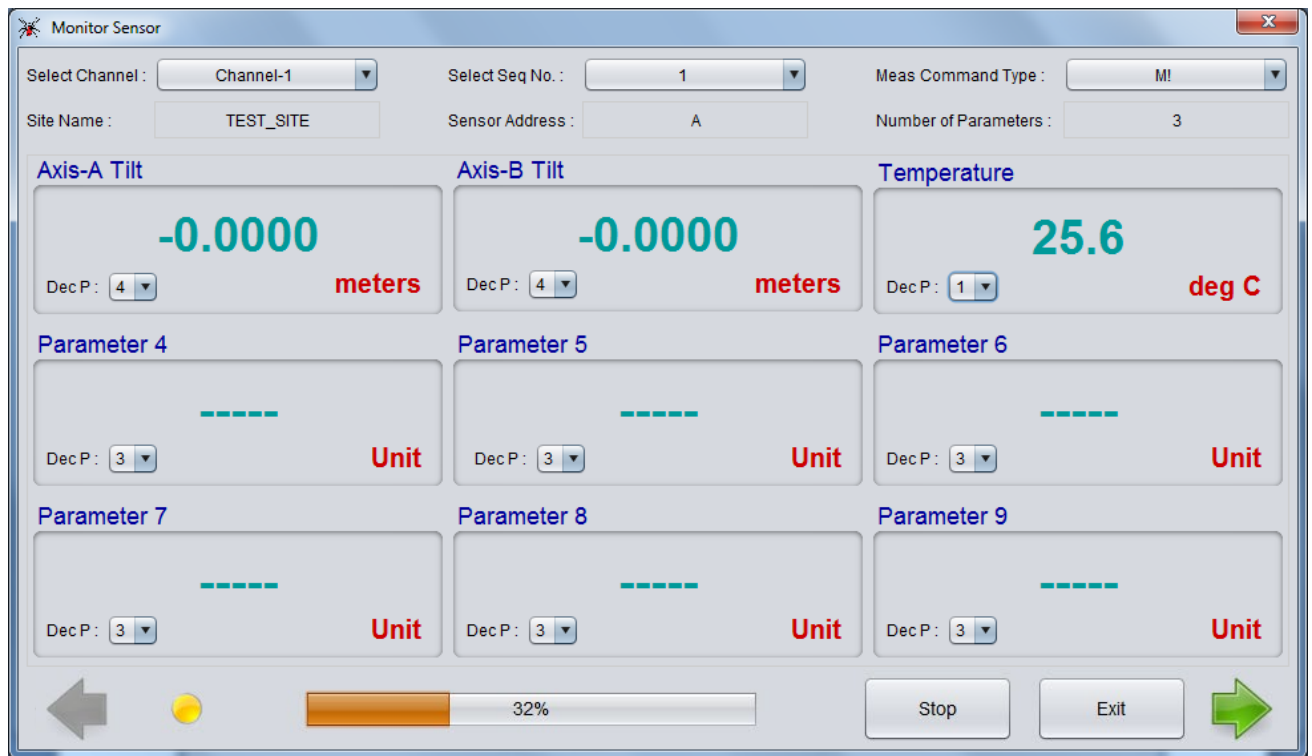 Monitor Sensor
Select Channel : Channel-1 Select Seq No. : 1 Meas Command Type : M!
Site Name : TEST_SITE Sensor Address : A Number of Parameters : 3
Axis-A Tilt Axis-B Tilt Temperature
-0.0000 -0.0000 25.6
Dec P : 4 meters Dec P : 4 meters Dec P : 1 deg C
Parameter 4 Parameter 5 Parameter 6
----- ----- -----
Dec P : 3 Unit Dec P : 3 Unit Dec P : 3 Unit
Parameter 7 Parameter 8 Parameter 9
----- ----- -----
Dec P : 3 Unit Dec P : 3 Unit Dec P : 3 Unit
32% Stop Exit